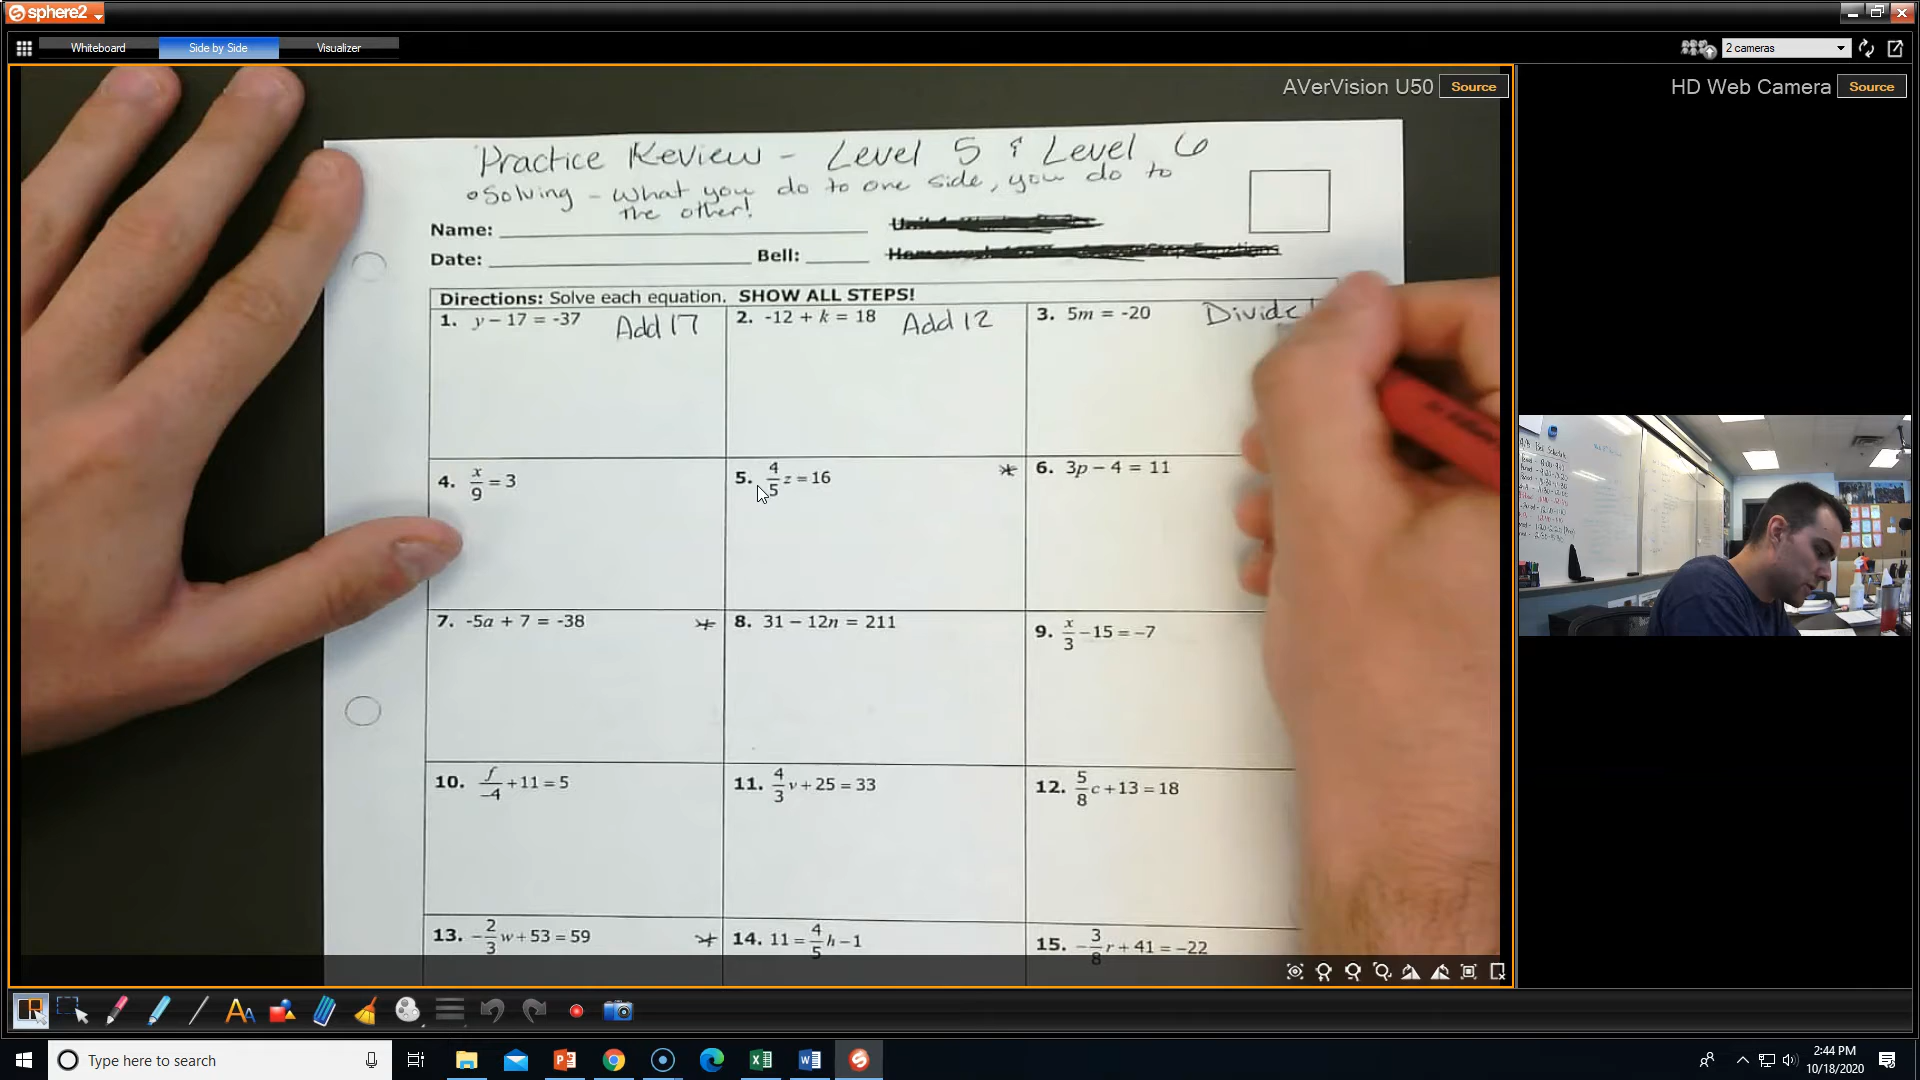 sphere2
Whiteboard
Side by Side
Visualizer
2 cameras
AVerVision U50
Source
HD Web Camera
Source
Practice Review - Level 5 & Level 6
• Solving - What you do to one side, you do to
the other!
Name:
Date:
Bell:
Directions: Solve each equation. SHOW ALL STEPS!
1. y − 17 = -37 Add 17
2. -12 + k = 18 Add 12
3. 5m = -20 Divide
4. x/9 = 3
5. 4/5 z = 16
* 6. 3p − 4 = 11
7. -5a + 7 = -38
* 8. 31 − 12n = 211
9. x/3 − 15 = −7
10. f/−4 + 11 = 5
11. 4/3 v + 25 = 33
12. 5/8 c + 13 = 18
13. −2/3 w + 53 = 59
* 14. 11 = 4/5 h − 1
15. −3/8 r + 41 = −22
Type here to search
2:44 PM
10/18/2020